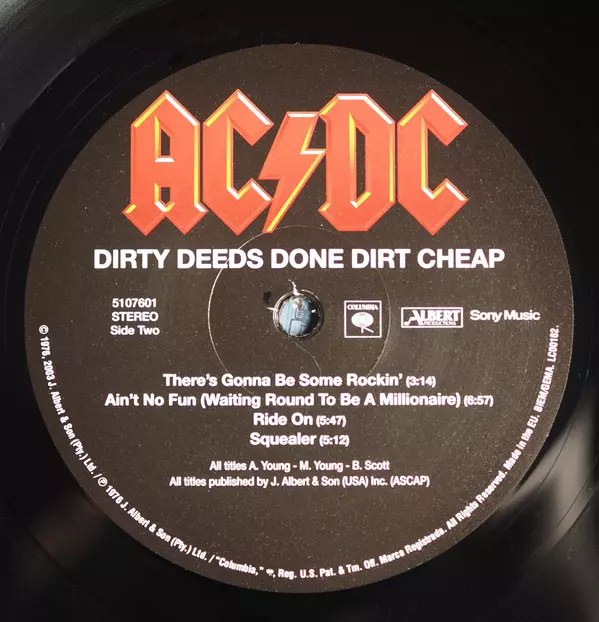 AC/DC
DIRTY DEEDS DONE DIRT CHEAP
5107601
STEREO
Side Two
COLUMBIA
ALBERT
PRODUCTIONS
Sony Music
There's Gonna Be Some Rockin' (3:14)
Ain't No Fun (Waiting Round To Be A Millionaire) (6:57)
Ride On (5:47)
Squealer (5:12)
All titles A. Young - M. Young - B. Scott
All titles published by J. Albert & Son (USA) Inc. (ASCAP)
© 1976, 2003 J. Albert & Son (Pty.) Ltd. / ℗ 1976 J. Albert & Son (Pty.) Ltd. / "Columbia," Reg. U.S. Pat. & Tm. Off. Marca Registrada. All Rights Reserved. Made in the EU. BIEM/GEMA. LC00162.